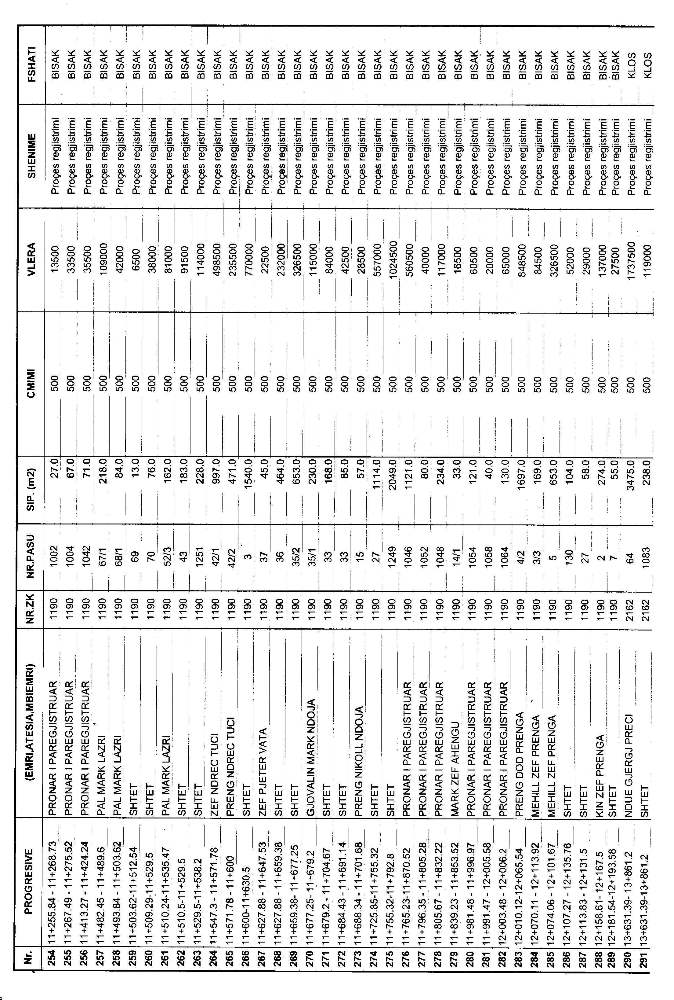 Nr. PROGRESIVE (EMRI,ATESIA,MBIEMRI) NR.ZK NR.PASU SIP. (m2) CMIMI VLERA SHENIME FSHATI
254 11+255.84 - 11+268.73 PRONAR I PAREGJISTRUAR 1190 1002 27.0 500 13500 Proçes regjistrimi BISAK
255 11+267.49 - 11+275.52 PRONAR I PAREGJISTRUAR 1190 1004 67.0 500 33500 Proçes regjistrimi BISAK
256 11+413.27 - 11+424.24 PRONAR I PAREGJISTRUAR 1190 1042 71.0 500 35500 Proçes regjistrimi BISAK
257 11+482.45 - 11+489.6 PAL MARK LAZRI 1190 67/1 218.0 500 109000 Proçes regjistrimi BISAK
258 11+493.84 - 11+503.62 PAL MARK LAZRI 1190 68/1 84.0 500 42000 Proçes regjistrimi BISAK
259 11+503.62-11+512.54 SHTET 1190 69 13.0 500 6500 Proçes regjistrimi BISAK
260 11+509.29-11+529.5 SHTET 1190 70 76.0 500 38000 Proçes regjistrimi BISAK
261 11+510.24-11+535.47 PAL MARK LAZRI 1190 52/3 162.0 500 81000 Proçes regjistrimi BISAK
262 11+510.5-11+529.5 SHTET 1190 43 183.0 500 91500 Proçes regjistrimi BISAK
263 11+529.5-11+538.2 SHTET 1190 1251 228.0 500 114000 Proçes regjistrimi BISAK
264 11+547.3 - 11+571.78 ZEF NDREC TUCI 1190 42/1 997.0 500 498500 Proçes regjistrimi BISAK
265 11+571.78 - 11+600 PRENG NDREC TUCI 1190 42/2 471.0 500 235500 Proçes regjistrimi BISAK
266 11+600-11+630.5 SHTET 1190 3 1540.0 500 770000 Proçes regjistrimi BISAK
267 11+627.88 - 11+647.53 ZEF PJETER VATA 1190 37 45.0 500 22500 Proçes regjistrimi BISAK
268 11+627.88 - 11+659.38 SHTET 1190 36 464.0 500 232000 Proçes regjistrimi BISAK
269 11+659.38- 11+677.25 SHTET 1190 35/2 653.0 500 326500 Proçes regjistrimi BISAK
270 11+677.25- 11+679.2 GJOVALIN MARK NDOJA 1190 35/1 230.0 500 115000 Proçes regjistrimi BISAK
271 11+679.2 - 11+704.67 SHTET 1190 33 168.0 500 84000 Proçes regjistrimi BISAK
272 11+684.43 - 11+691.14 SHTET 1190 33 85.0 500 42500 Proçes regjistrimi BISAK
273 11+688.34 - 11+701.68 PRENG NIKOLL NDOJA 1190 15 57.0 500 28500 Proçes regjistrimi BISAK
274 11+725.85-11+755.32 SHTET 1190 27 1114.0 500 557000 Proçes regjistrimi BISAK
275 11+755.32-11+792.8 SHTET 1190 1249 2049.0 500 1024500 Proçes regjistrimi BISAK
276 11+765.23-11+870.52 PRONAR I PAREGJISTRUAR 1190 1046 1121.0 500 560500 Proçes regjistrimi BISAK
277 11+796.35 - 11+805.28 PRONAR I PAREGJISTRUAR 1190 1052 80.0 500 40000 Proçes regjistrimi BISAK
278 11+805.67 - 11+832.22 PRONAR I PAREGJISTRUAR 1190 1048 234.0 500 117000 Proçes regjistrimi BISAK
279 11+839.23 - 11+853.52 MARK ZEF AHENGU 1190 14/1 33.0 500 16500 Proçes regjistrimi BISAK
280 11+981.48 - 11+996.97 PRONAR I PAREGJISTRUAR 1190 1054 121.0 500 60500 Proçes regjistrimi BISAK
281 11+991.47 - 12+005.58 PRONAR I PAREGJISTRUAR 1190 1058 40.0 500 20000 Proçes regjistrimi BISAK
282 12+003.48 - 12+006.2 PRONAR I PAREGJISTRUAR 1190 1064 130.0 500 65000 Proçes regjistrimi BISAK
283 12+010.12-12+065.54 PRENG DOD PRENGA 1190 4/2 1697.0 500 848500 Proçes regjistrimi BISAK
284 12+070.11 - 12+113.92 MEHILL ZEF PRENGA 1190 3/3 169.0 500 84500 Proçes regjistrimi BISAK
285 12+074.06 - 12+101.67 MEHILL ZEF PRENGA 1190 5 653.0 500 326500 Proçes regjistrimi BISAK
286 12+107.27 - 12+135.76 SHTET 1190 130 104.0 500 52000 Proçes regjistrimi BISAK
287 12+113.83 - 12+131.5 SHTET 1190 27 58.0 500 29000 Proçes regjistrimi BISAK
288 12+158.61- 12+167.5 KIN ZEF PRENGA 1190 2 274.0 500 137000 Proçes regjistrimi BISAK
289 12+181.54-12+193.58 SHTET 1190 7 55.0 500 27500 Proçes regjistrimi BISAK
290 13+631.39- 13+861.2 NDUE GJERGJ PRECI 2162 64 3475.0 500 1737500 Proçes regjistrimi KLOS
291 13+631.39-13+861.2 SHTET 2162 1083 238.0 500 119000 Proçes regjistrimi KLOS